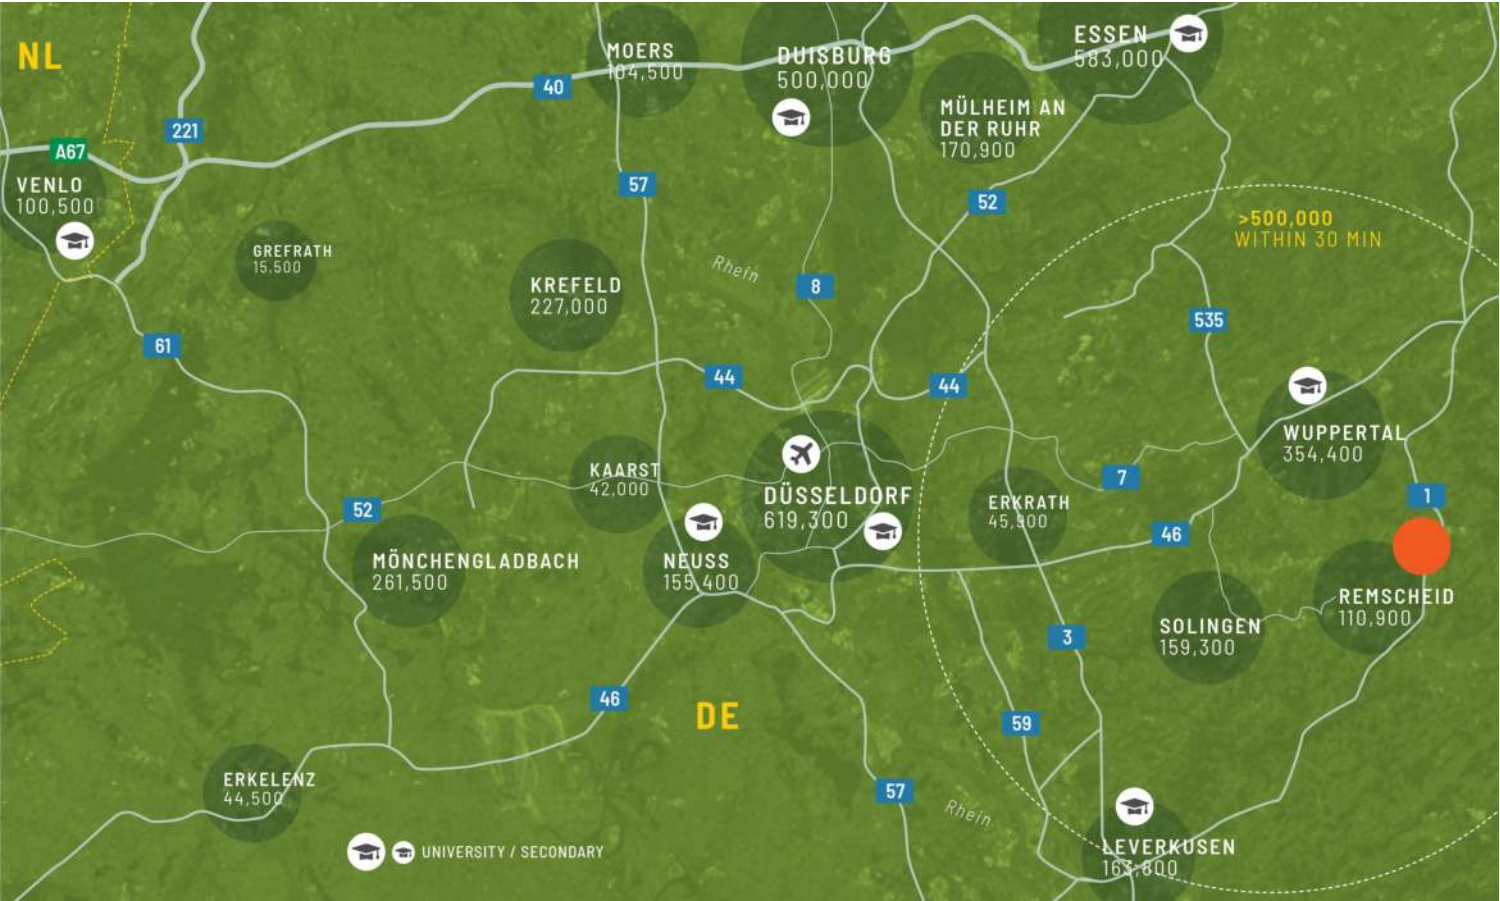 NL
MOERS
104,500
DUISBURG
500,000
ESSEN
583,000
40
MÜLHEIM AN
DER RUHR
170,900
221
A67
VENLO
100,500
57
52
>500,000
WITHIN 30 MIN
GREFRATH
15,500
Rhein
KREFELD
227,000
8
535
61
44
44
WUPPERTAL
354,400
KAARST
42,000
7
DÜSSELDORF
619,300
ERKRATH
45,900
1
52
46
MÖNCHENGLADBACH
261,500
NEUSS
155,400
REMSCHEID
110,900
SOLINGEN
159,300
3
46
DE
59
ERKELENZ
44,500
57
Rhein
LEVERKUSEN
163,800
UNIVERSITY / SECONDARY